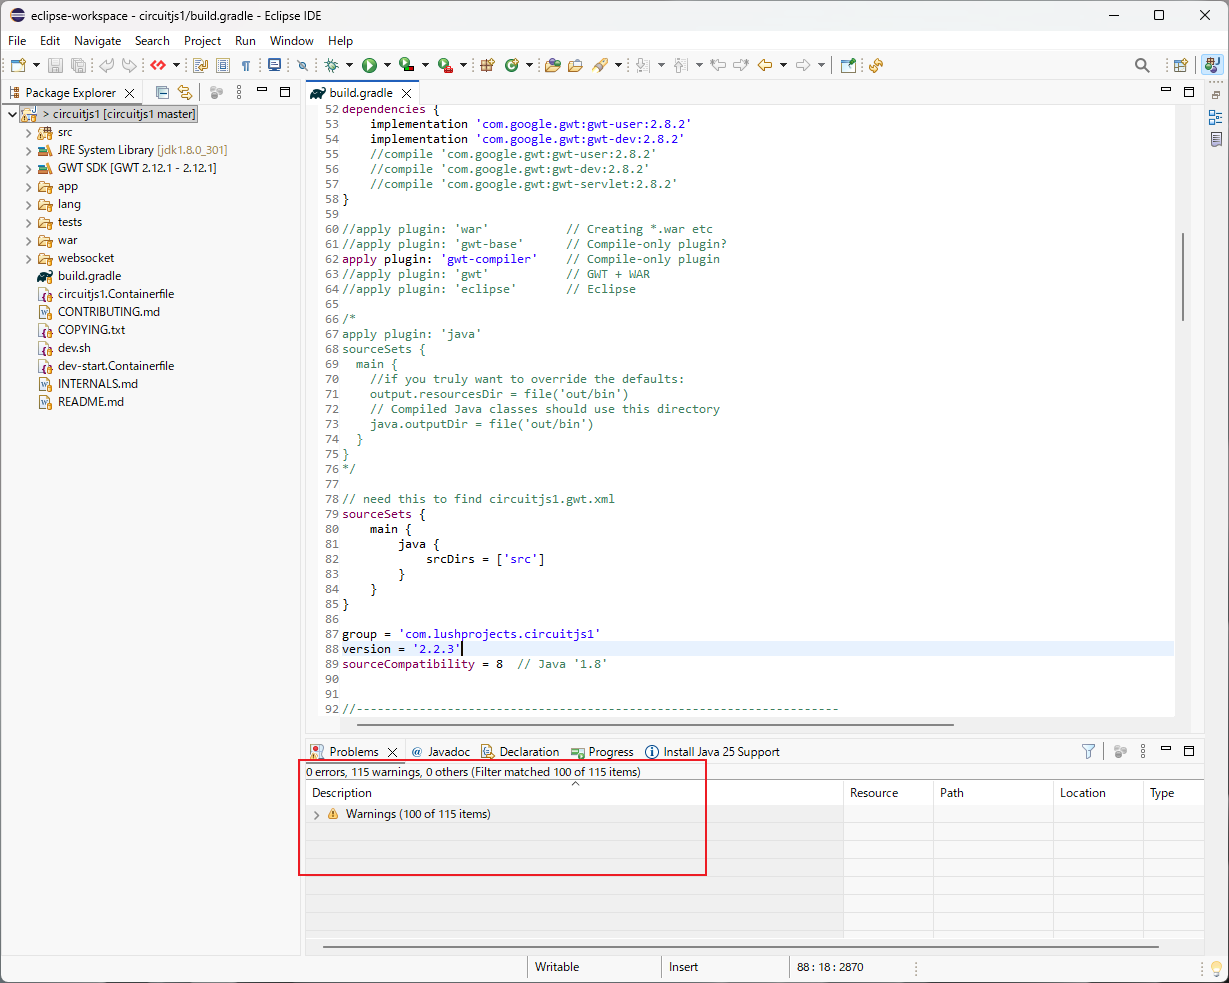 eclipse-workspace - circuitjs1/build.gradle - Eclipse IDE
File Edit Navigate Search Project Run Window Help
Package Explorer
> circuitjs1 [circuitjs1 master]
src
JRE System Library [jdk1.8.0_301]
GWT SDK [GWT 2.12.1 - 2.12.1]
app
lang
tests
war
websocket
build.gradle
circuitjs1.Containerfile
CONTRIBUTING.md
COPYING.txt
dev.sh
dev-start.Containerfile
INTERNALS.md
README.md
build.gradle
52 dependencies {
53     implementation 'com.google.gwt:gwt-user:2.8.2'
54     implementation 'com.google.gwt:gwt-dev:2.8.2'
55     //compile 'com.google.gwt:gwt-user:2.8.2'
56     //compile 'com.google.gwt:gwt-dev:2.8.2'
57     //compile 'com.google.gwt:gwt-servlet:2.8.2'
58 }
59
60 //apply plugin: 'war'           // Creating *.war etc
61 //apply plugin: 'gwt-base'      // Compile-only plugin?
62 apply plugin: 'gwt-compiler'    // Compile-only plugin
63 //apply plugin: 'gwt'           // GWT + WAR
64 //apply plugin: 'eclipse'       // Eclipse
65
66 /*
67 apply plugin: 'java'
68 sourceSets {
69   main {
70     //if you truly want to override the defaults:
71     output.resourcesDir = file('out/bin')
72     // Compiled Java classes should use this directory
73     java.outputDir = file('out/bin')
74   }
75 }
76 */
77
78 // need this to find circuitjs1.gwt.xml
79 sourceSets {
80     main {
81         java {
82             srcDirs = ['src']
83         }
84     }
85 }
86
87 group = 'com.lushprojects.circuitjs1'
88 version = '2.2.3'
89 sourceCompatibility = 8  // Java '1.8'
90
91
92 //---------------------------------------------------------------------
Problems @ Javadoc Declaration Progress Install Java 25 Support
0 errors, 115 warnings, 0 others (Filter matched 100 of 115 items)
Description Resource Path Location Type
Warnings (100 of 115 items)
Writable Insert 88 : 18 : 2870